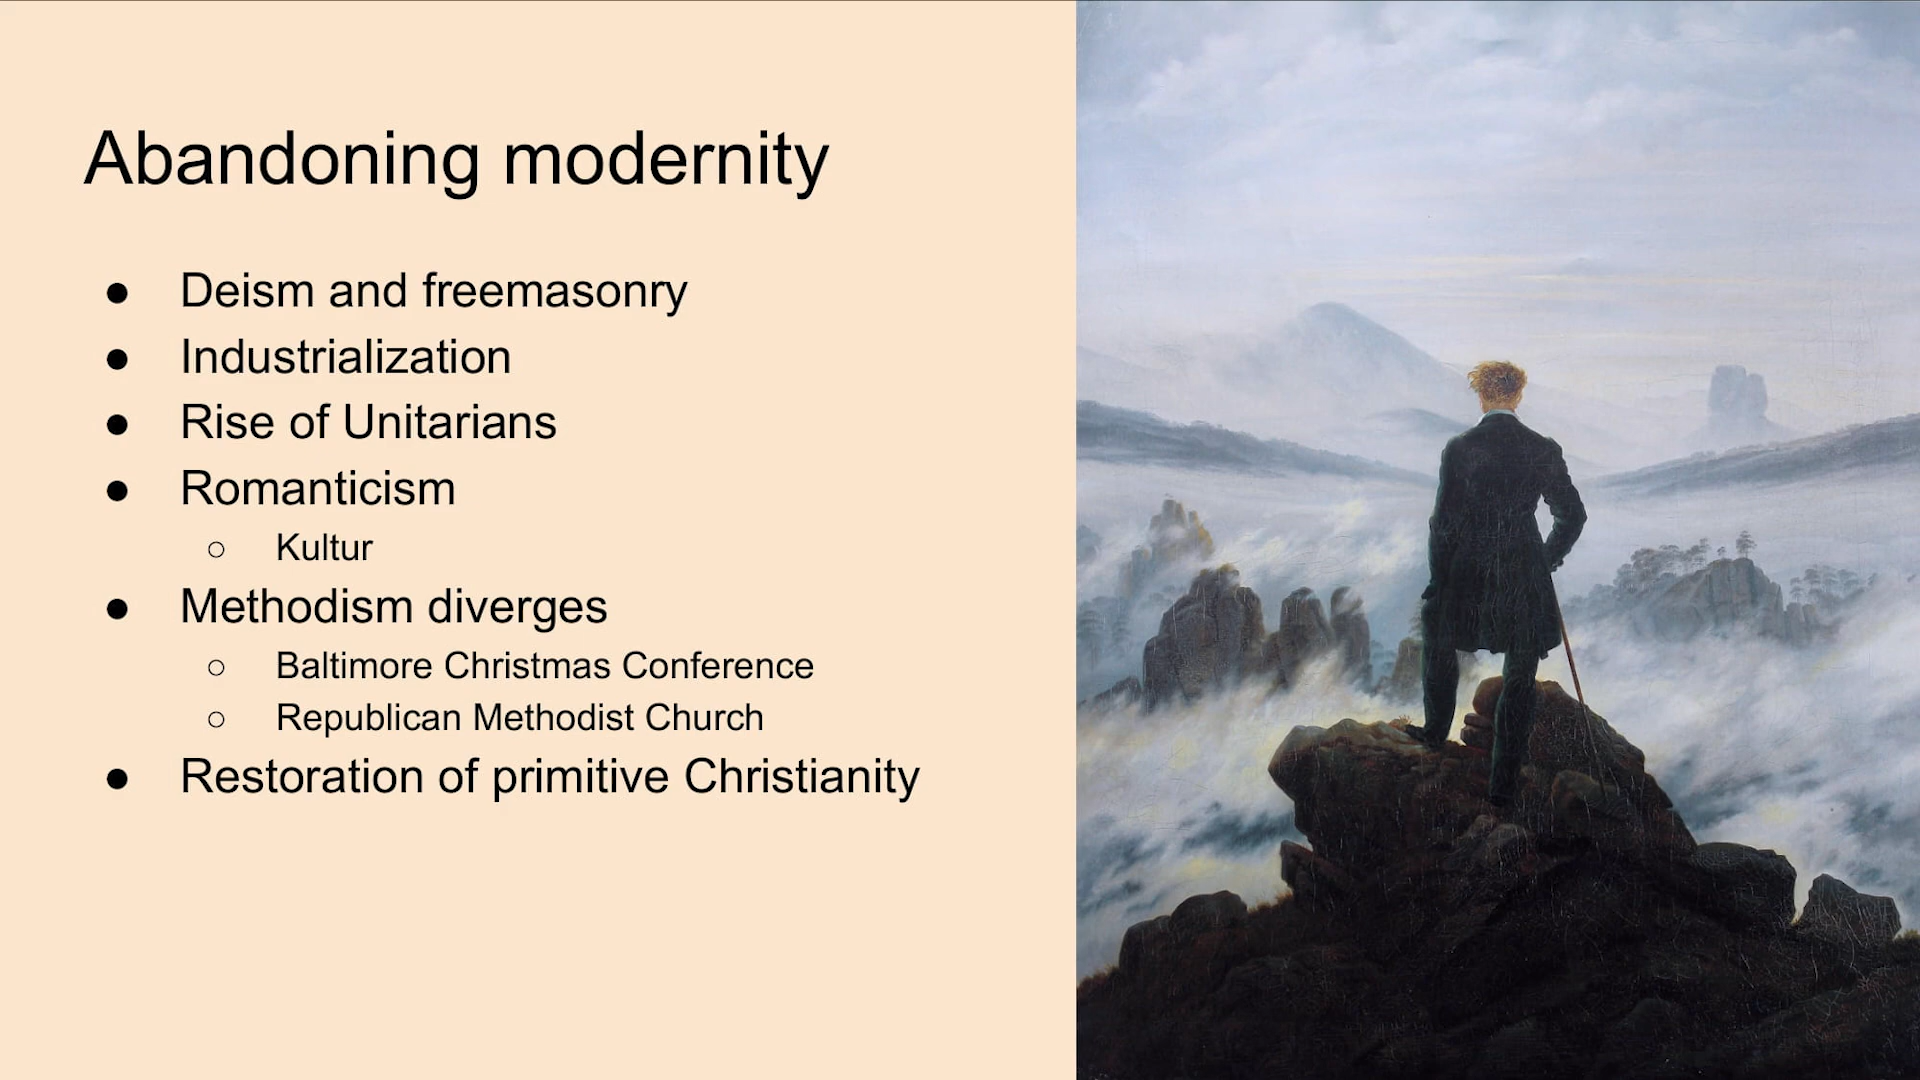 Abandoning modernity
● Deism and freemasonry
● Industrialization
● Rise of Unitarians
● Romanticism
○ Kultur
● Methodism diverges
○ Baltimore Christmas Conference
○ Republican Methodist Church
● Restoration of primitive Christianity